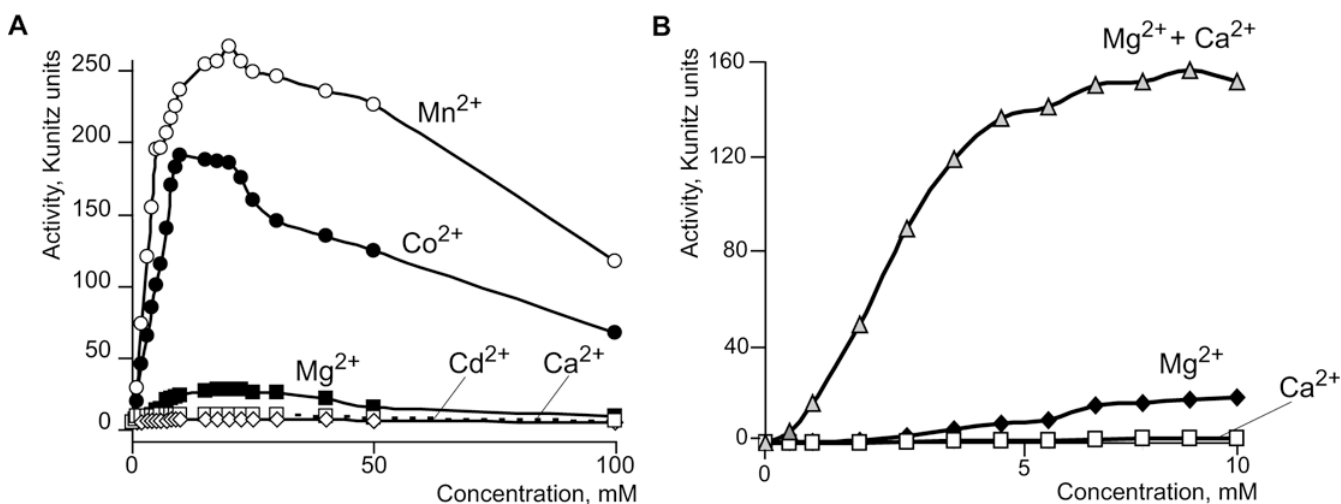 A
Activity, Kunitz units
250
200
150
100
50
0
Mn2+
Co2+
Mg2+
Cd2+
Ca2+
0
50
100
Concentration, mM
B
Activity, Kunitz units
160
120
80
40
0
Mg2+ + Ca2+
Mg2+
Ca2+
0
5
10
Concentration, mM